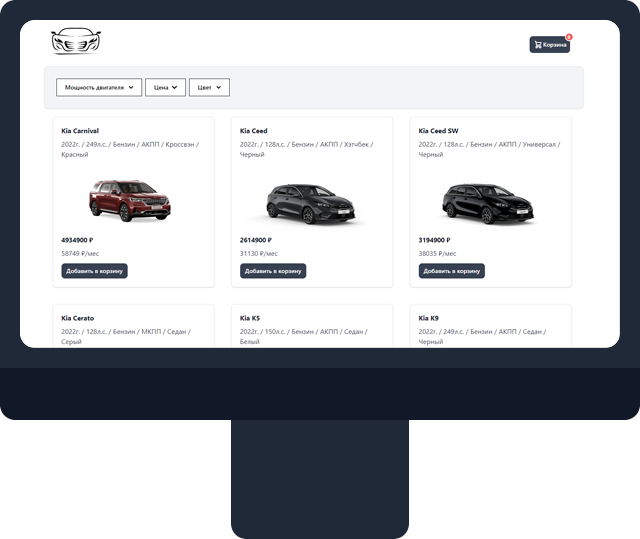 0
Корзина
Мощность двигателя
Цена
Цвет
Kia Carnival
2022г. / 249л.с. / Бензин / АКПП / Кроссвэн /
Красный
4934900 ₽
58749 ₽/мес
Добавить в корзину
Kia Ceed
2022г. / 128л.с. / Бензин / АКПП / Хэтчбек /
Черный
2614900 ₽
31130 ₽/мес
Добавить в корзину
Kia Ceed SW
2022г. / 128л.с. / Бензин / АКПП / Универсал /
Черный
3194900 ₽
38035 ₽/мес
Добавить в корзину
Kia Cerato
2022г. / 128л.с. / Бензин / МКПП / Седан /
Серый
Kia K5
2022г. / 150л.с. / Бензин / АКПП / Седан /
Белый
Kia K9
2022г. / 249л.с. / Бензин / АКПП / Седан /
Черный